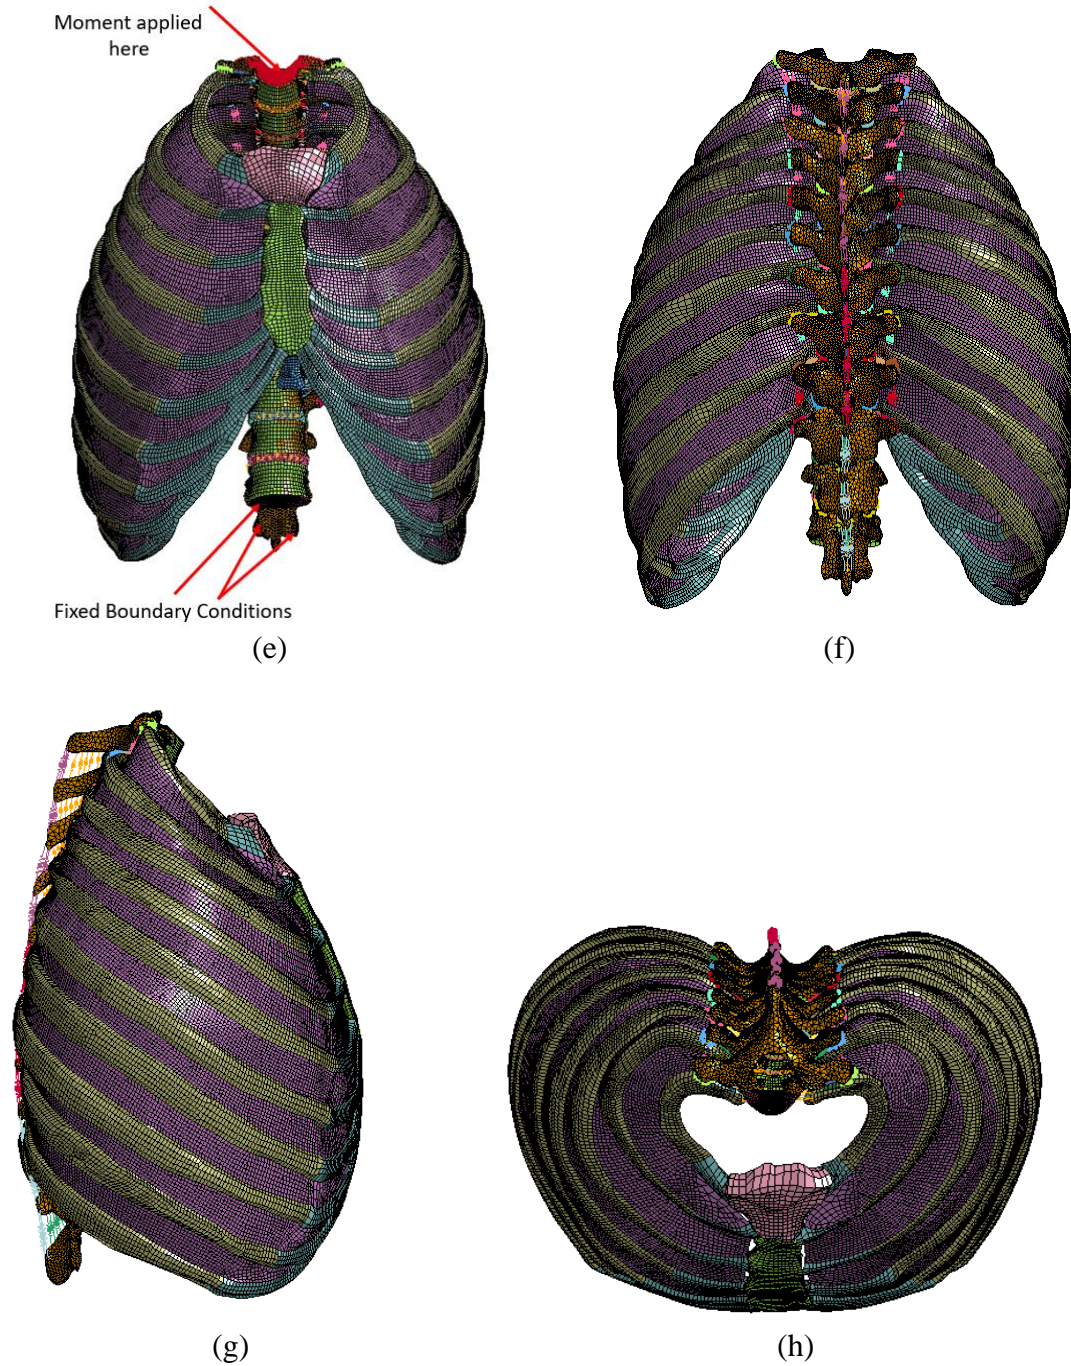 Moment applied
here
Fixed Boundary Conditions
(e)
(f)
(g)
(h)